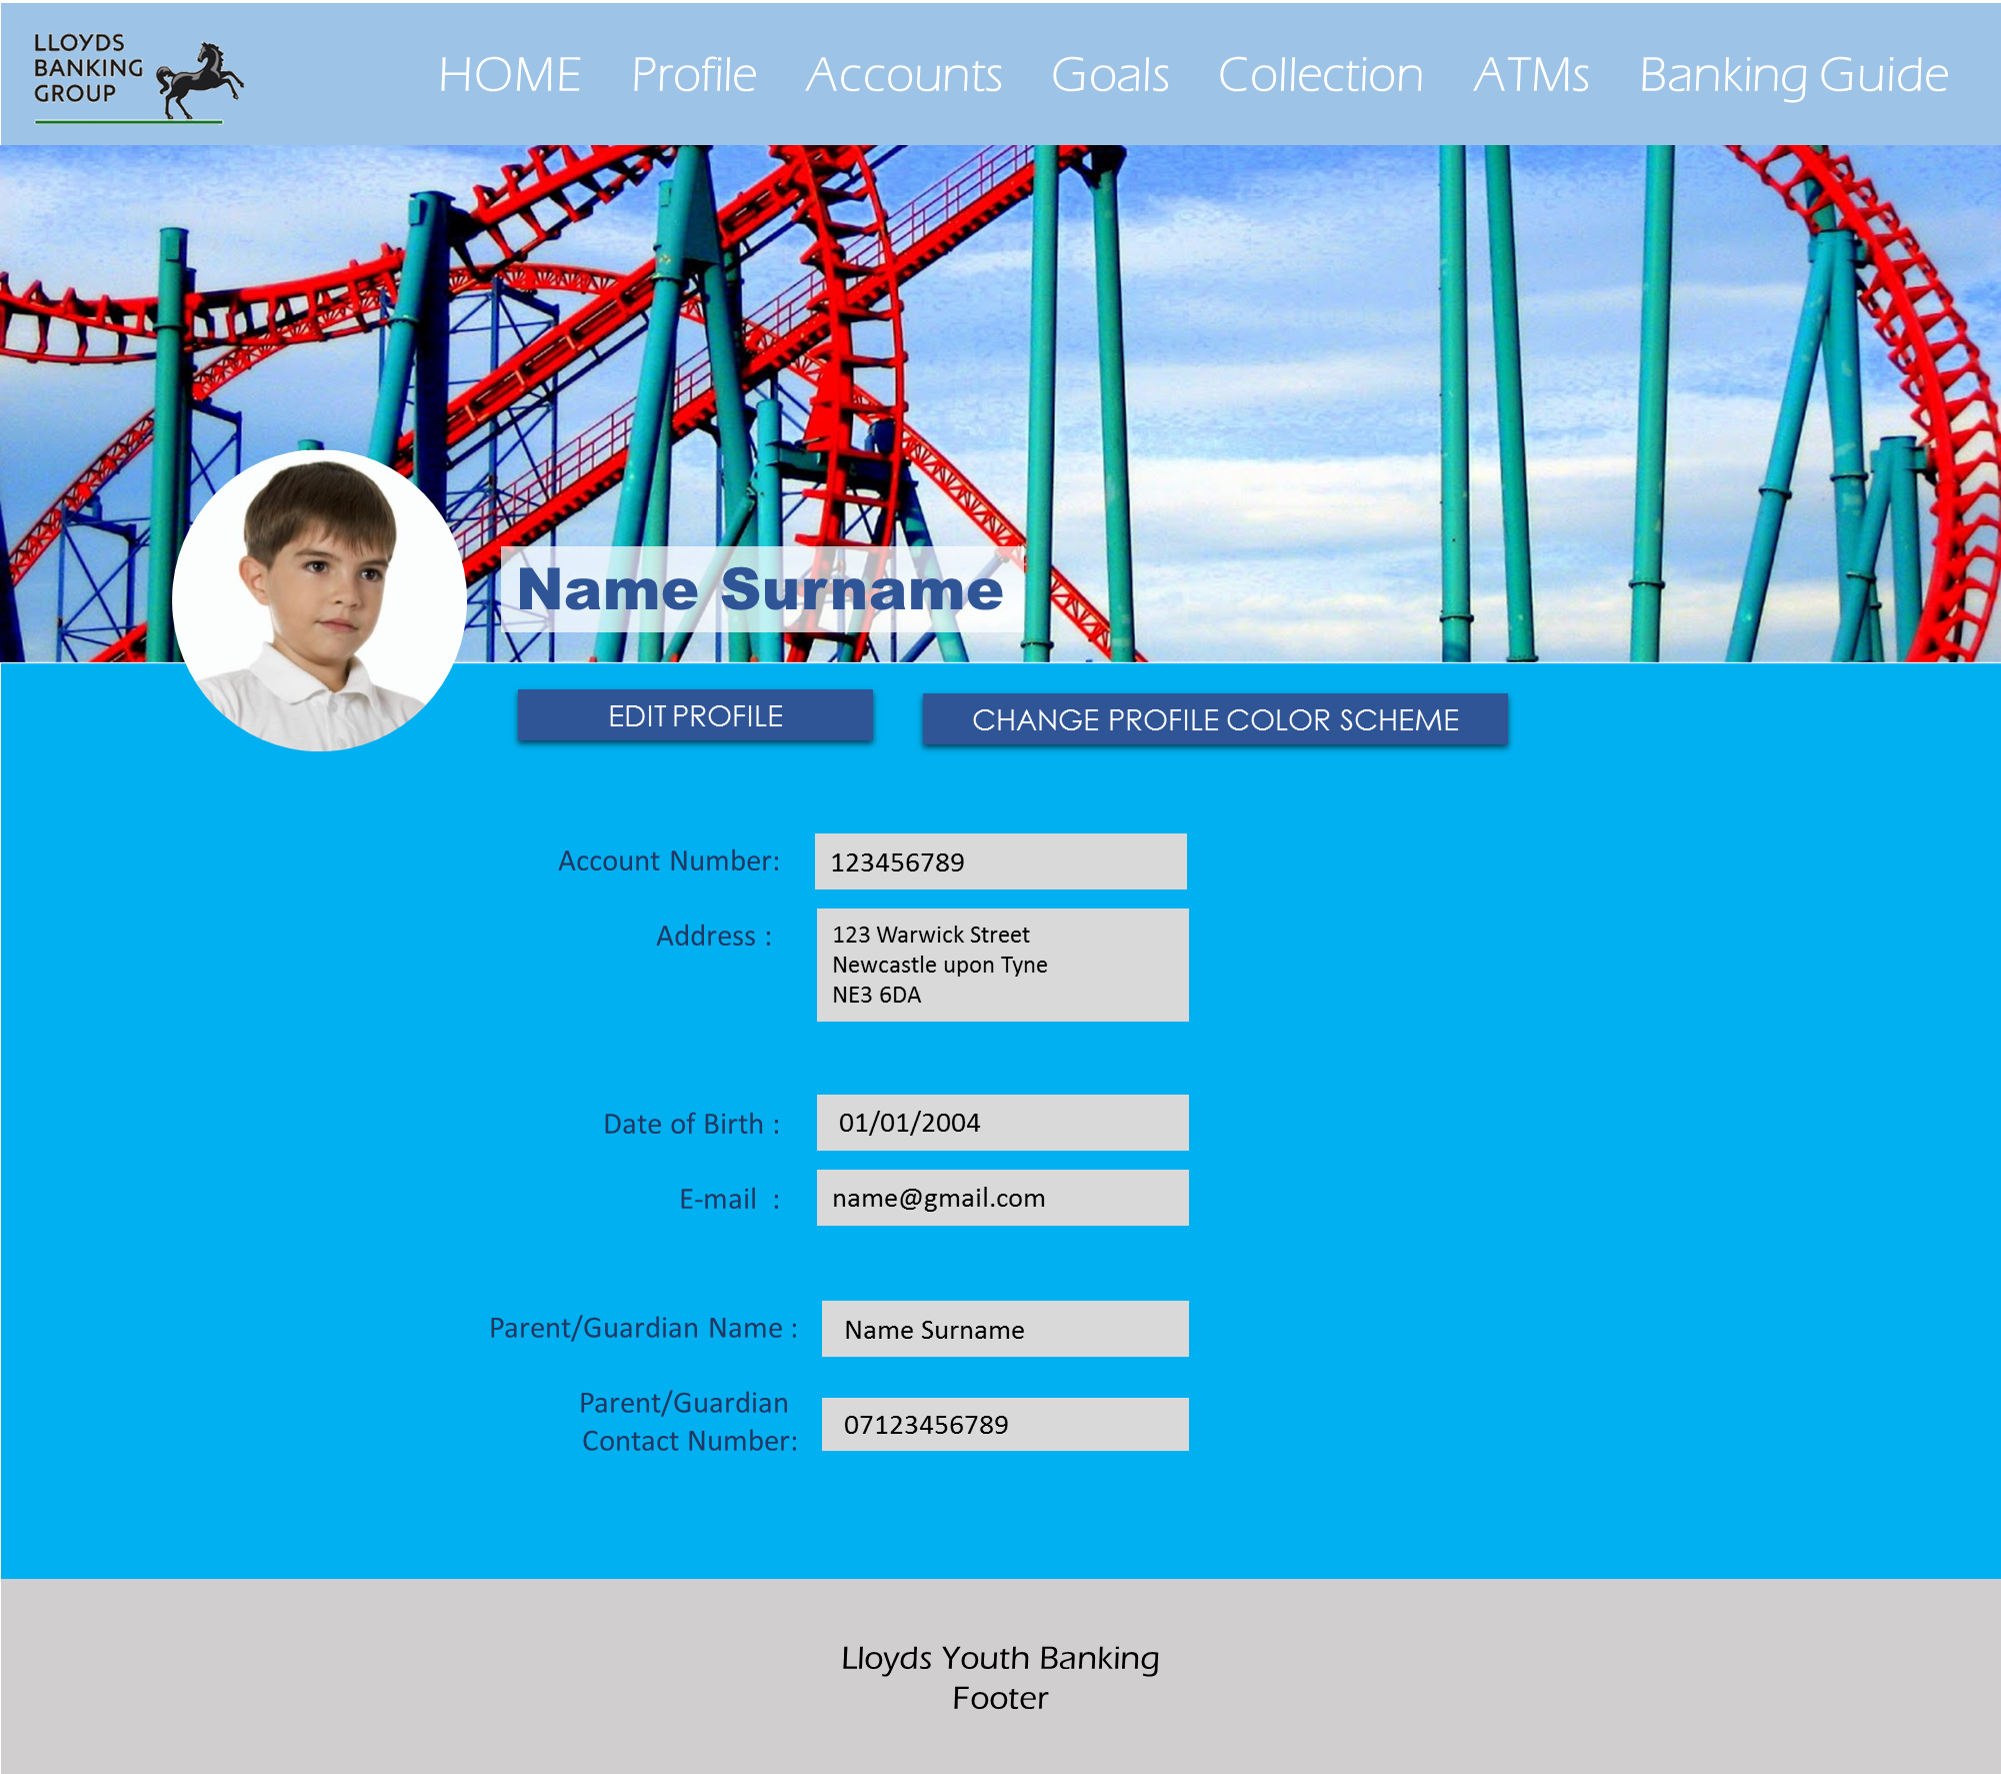 LLOYDS
BANKING
GROUP
HOME Profile Accounts Goals Collection ATMs Banking Guide
Name Surname
EDIT PROFILE
CHANGE PROFILE COLOR SCHEME
Account Number: 123456789
Address : 123 Warwick Street
Newcastle upon Tyne
NE3 6DA
Date of Birth : 01/01/2004
E-mail : name@gmail.com
Parent/Guardian Name : Name Surname
Parent/Guardian
Contact Number: 07123456789
Lloyds Youth Banking
Footer